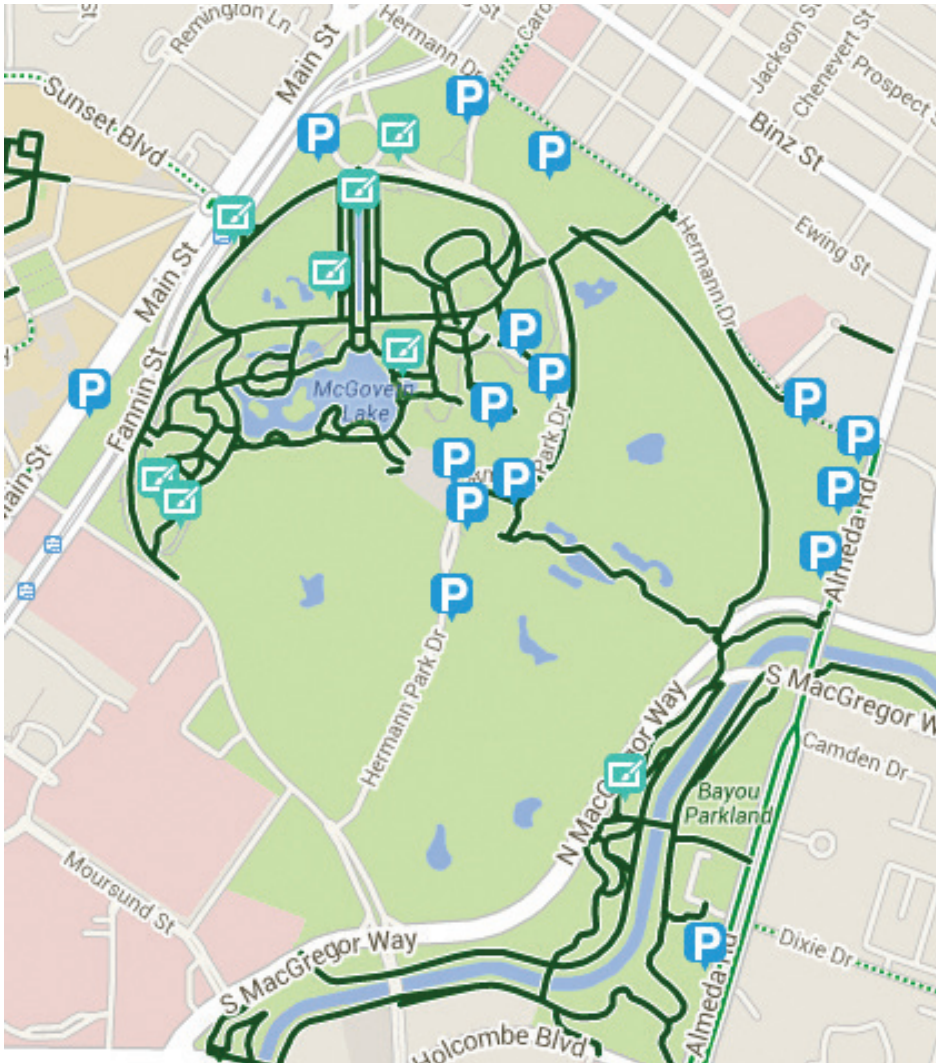 Remington Ln
Main St
Hermann Dr
Jackson St
Chenevert St
Prospect S
Sunset Blvd
Binz St
P
P
P
Main St
Hermann Dr
Ewing St
Fannin St
P
P
P
P
P
McGovern
Lake
Park Dr
P
Main St
P
P
P
P
Almeda Rd
P
P
Hermann Park Dr
S MacGregor W
N MacGregor Way
Camden Dr
Bayou
Parkland
Moursund St
P
Dixie Dr
S MacGregor Way
Almeda Rd
Holcombe Blvd